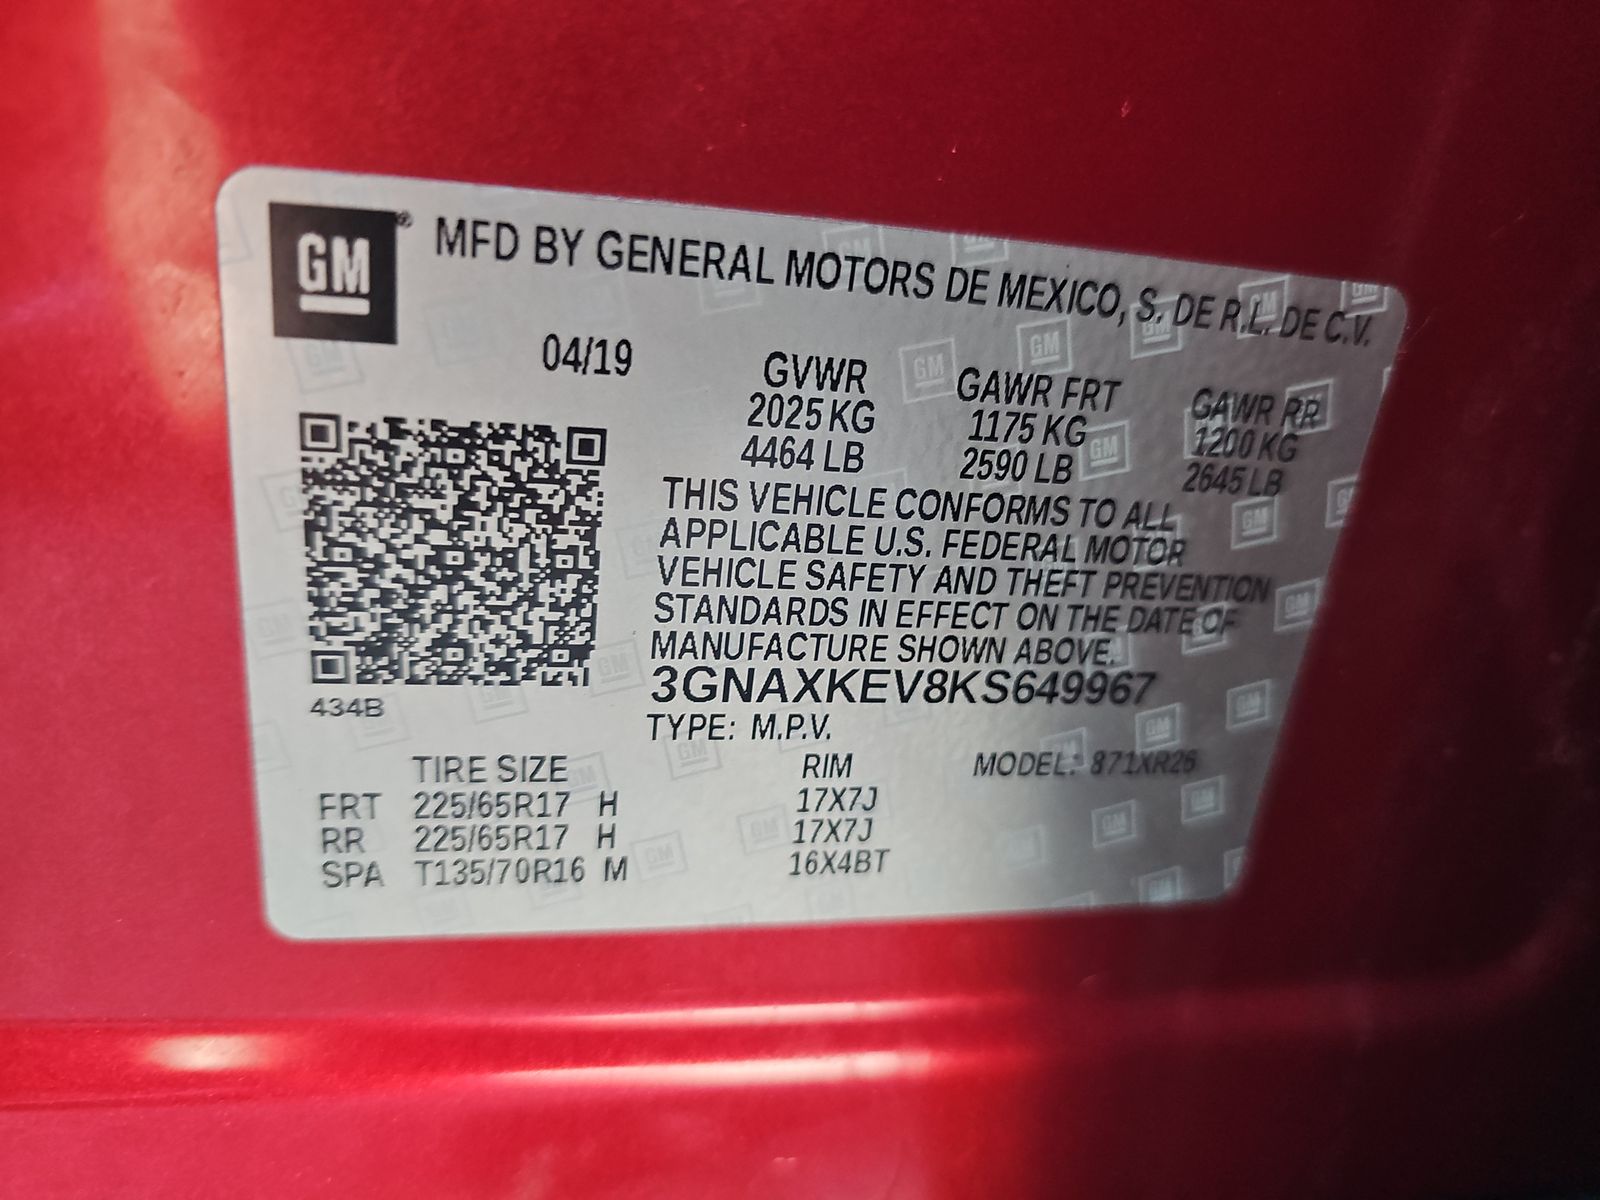 GM ® MFD BY GENERAL MOTORS DE MEXICO, S. DE R.L. DE C.V.
04/19 GVWR GAWR FRT GAWR RR
2025 KG 1175 KG 1200 KG
4464 LB 2590 LB 2645 LB
THIS VEHICLE CONFORMS TO ALL
APPLICABLE U.S. FEDERAL MOTOR
VEHICLE SAFETY AND THEFT PREVENTION
STANDARDS IN EFFECT ON THE DATE OF
MANUFACTURE SHOWN ABOVE.
3GNAXKEV8KS649967
434B
TYPE: M.P.V.
TIRE SIZE RIM MODEL: 871XR26
FRT 225/65R17 H 17X7J
RR 225/65R17 H 17X7J
SPA T135/70R16 M 16X4BT